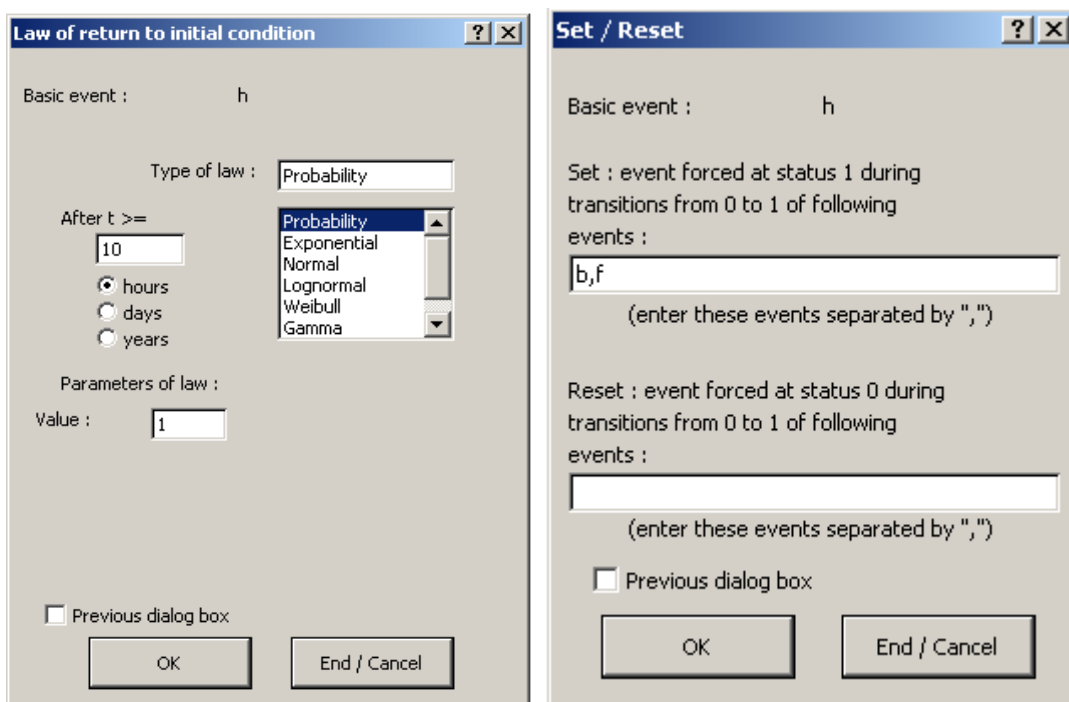 Law of return to initial condition
Basic event : h
Type of law : Probability
After t >=
10
Probability
Exponential
Normal
Lognormal
Weibull
Gamma
hours
days
years
Parameters of law :
Value : 1
Previous dialog box
OK End / Cancel
Set / Reset
Basic event : h
Set : event forced at status 1 during
transitions from 0 to 1 of following
events :
b,f
(enter these events separated by ",")
Reset : event forced at status 0 during
transitions from 0 to 1 of following
events :
(enter these events separated by ",")
Previous dialog box
OK End / Cancel